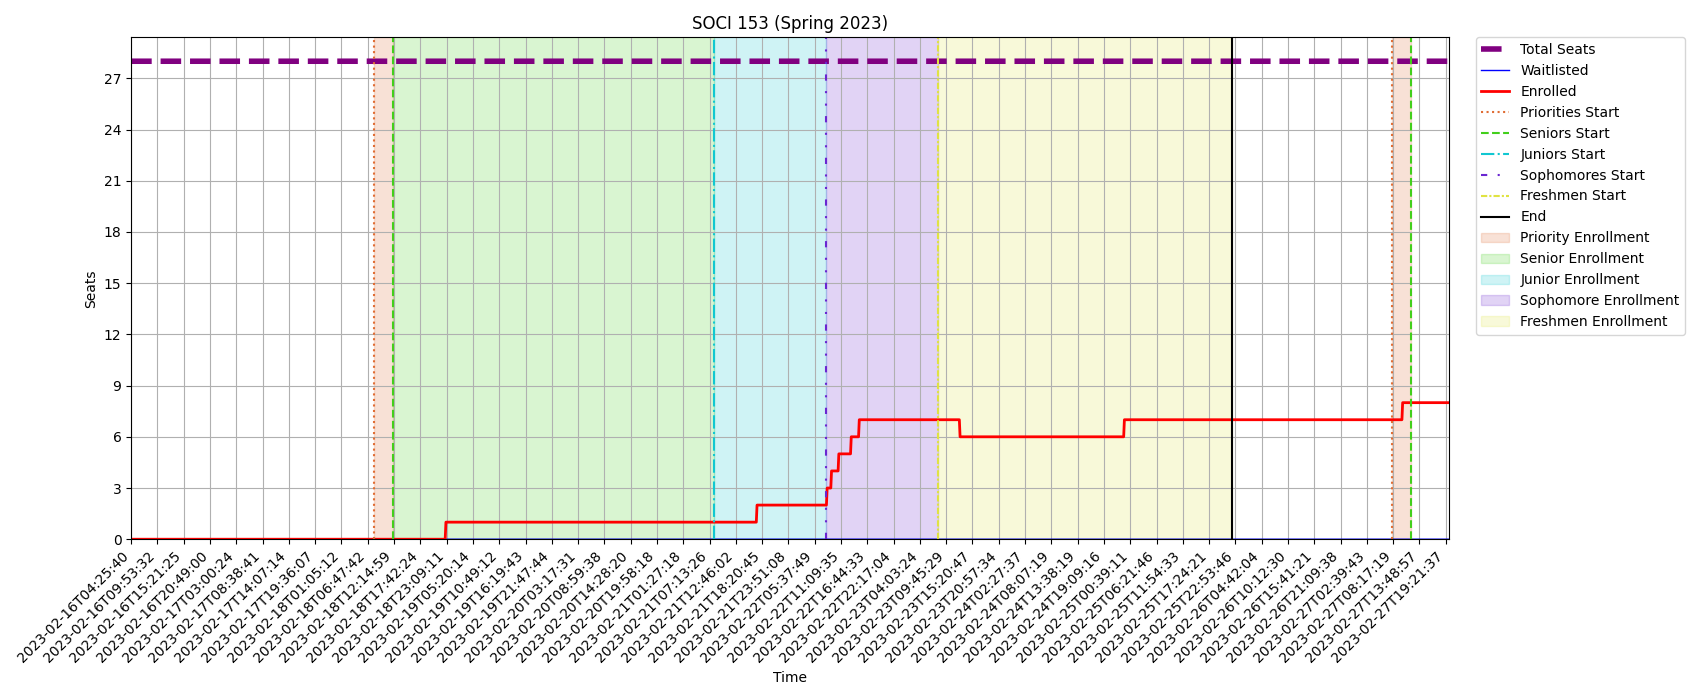 SOCI 153 (Spring 2023)
Seats
27
24
21
18
15
12
9
6
3
0
2023-02-16T04:25:40
2023-02-16T09:53:32
2023-02-16T15:21:25
2023-02-16T20:49:00
2023-02-17T03:00:24
2023-02-17T08:38:41
2023-02-17T14:07:14
2023-02-17T19:36:07
2023-02-18T01:05:12
2023-02-18T06:47:42
2023-02-18T12:14:59
2023-02-18T17:42:24
2023-02-18T23:09:11
2023-02-19T05:20:14
2023-02-19T10:49:12
2023-02-19T16:19:43
2023-02-19T21:47:44
2023-02-20T03:17:31
2023-02-20T08:59:38
2023-02-20T14:28:20
2023-02-20T19:58:18
2023-02-21T01:27:18
2023-02-21T07:13:26
2023-02-21T12:46:02
2023-02-21T18:20:45
2023-02-21T23:51:08
2023-02-22T05:37:49
2023-02-22T11:09:35
2023-02-22T16:44:33
2023-02-22T22:17:04
2023-02-23T04:03:24
2023-02-23T09:45:29
2023-02-23T15:20:47
2023-02-23T20:57:34
2023-02-24T02:27:37
2023-02-24T08:07:19
2023-02-24T13:38:19
2023-02-24T19:09:16
2023-02-25T00:39:11
2023-02-25T06:21:46
2023-02-25T11:54:33
2023-02-25T17:24:21
2023-02-25T22:53:46
2023-02-26T04:42:04
2023-02-26T10:12:30
2023-02-26T15:41:21
2023-02-26T21:09:38
2023-02-27T02:39:43
2023-02-27T08:17:19
2023-02-27T13:48:57
2023-02-27T19:21:37
Time
Total Seats
Waitlisted
Enrolled
Priorities Start
Seniors Start
Juniors Start
Sophomores Start
Freshmen Start
End
Priority Enrollment
Senior Enrollment
Junior Enrollment
Sophomore Enrollment
Freshmen Enrollment